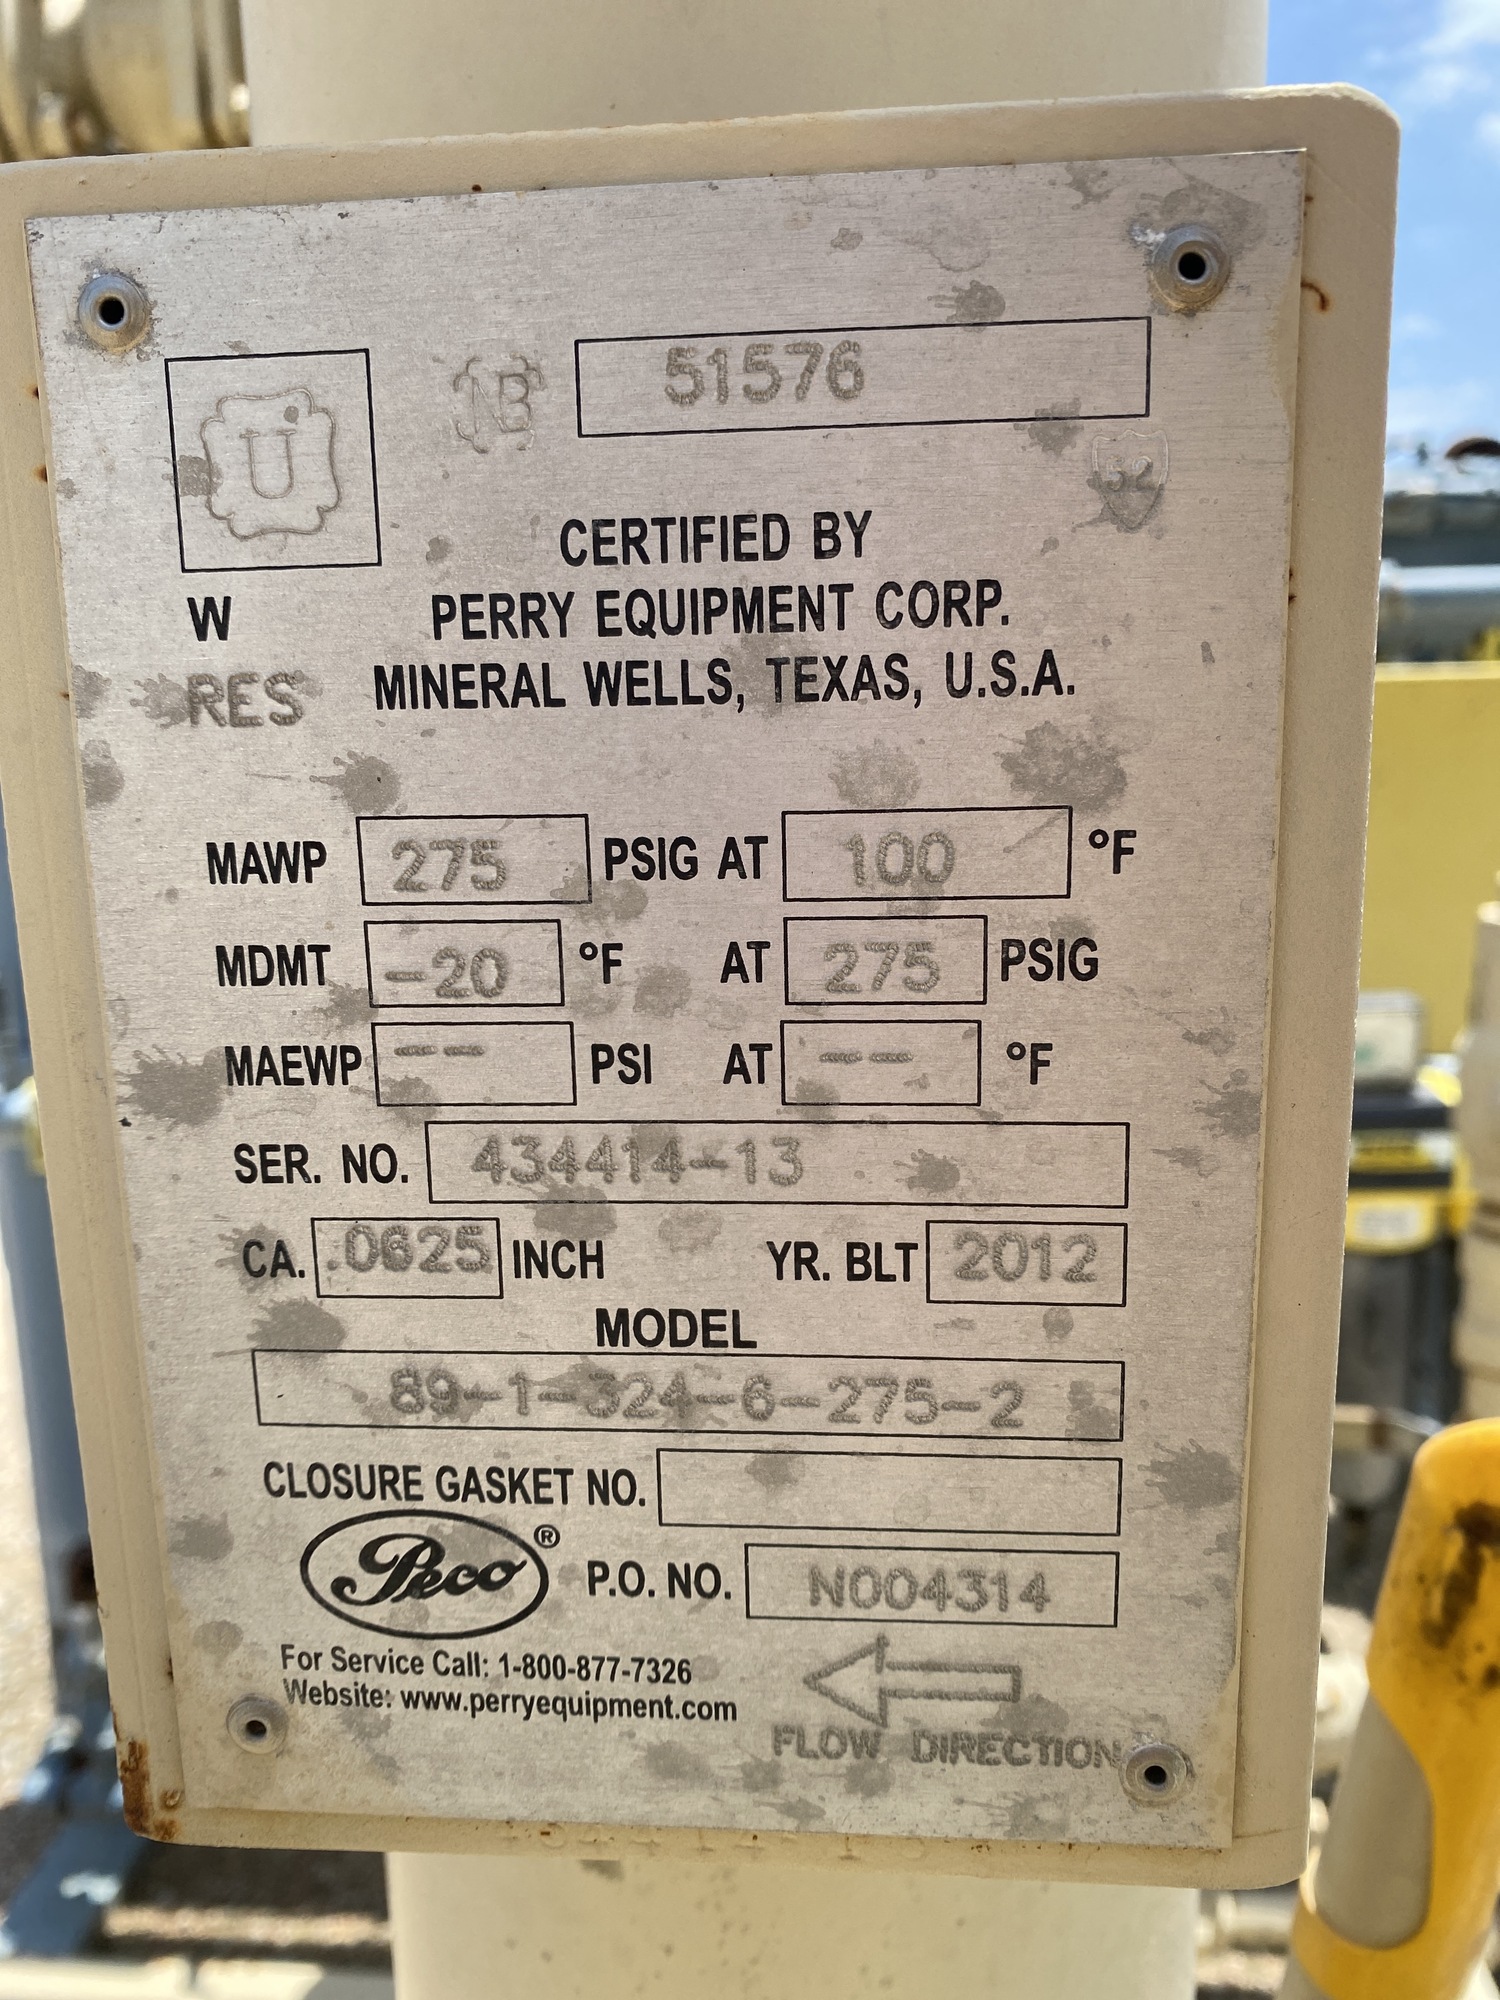 U NB 51576
52
CERTIFIED BY
W PERRY EQUIPMENT CORP.
RES MINERAL WELLS, TEXAS, U.S.A.
MAWP 275 PSIG AT 100 °F
MDMT -20 °F AT 275 PSIG
MAEWP -- PSI AT -- °F
SER. NO. 434414-13
CA. .0625 INCH YR. BLT 2012
MODEL
89-1-324-6-275-2
CLOSURE GASKET NO.
Peco® P.O. NO. N004314
For Service Call: 1-800-877-7326
Website: www.perryequipment.com
FLOW DIRECTION